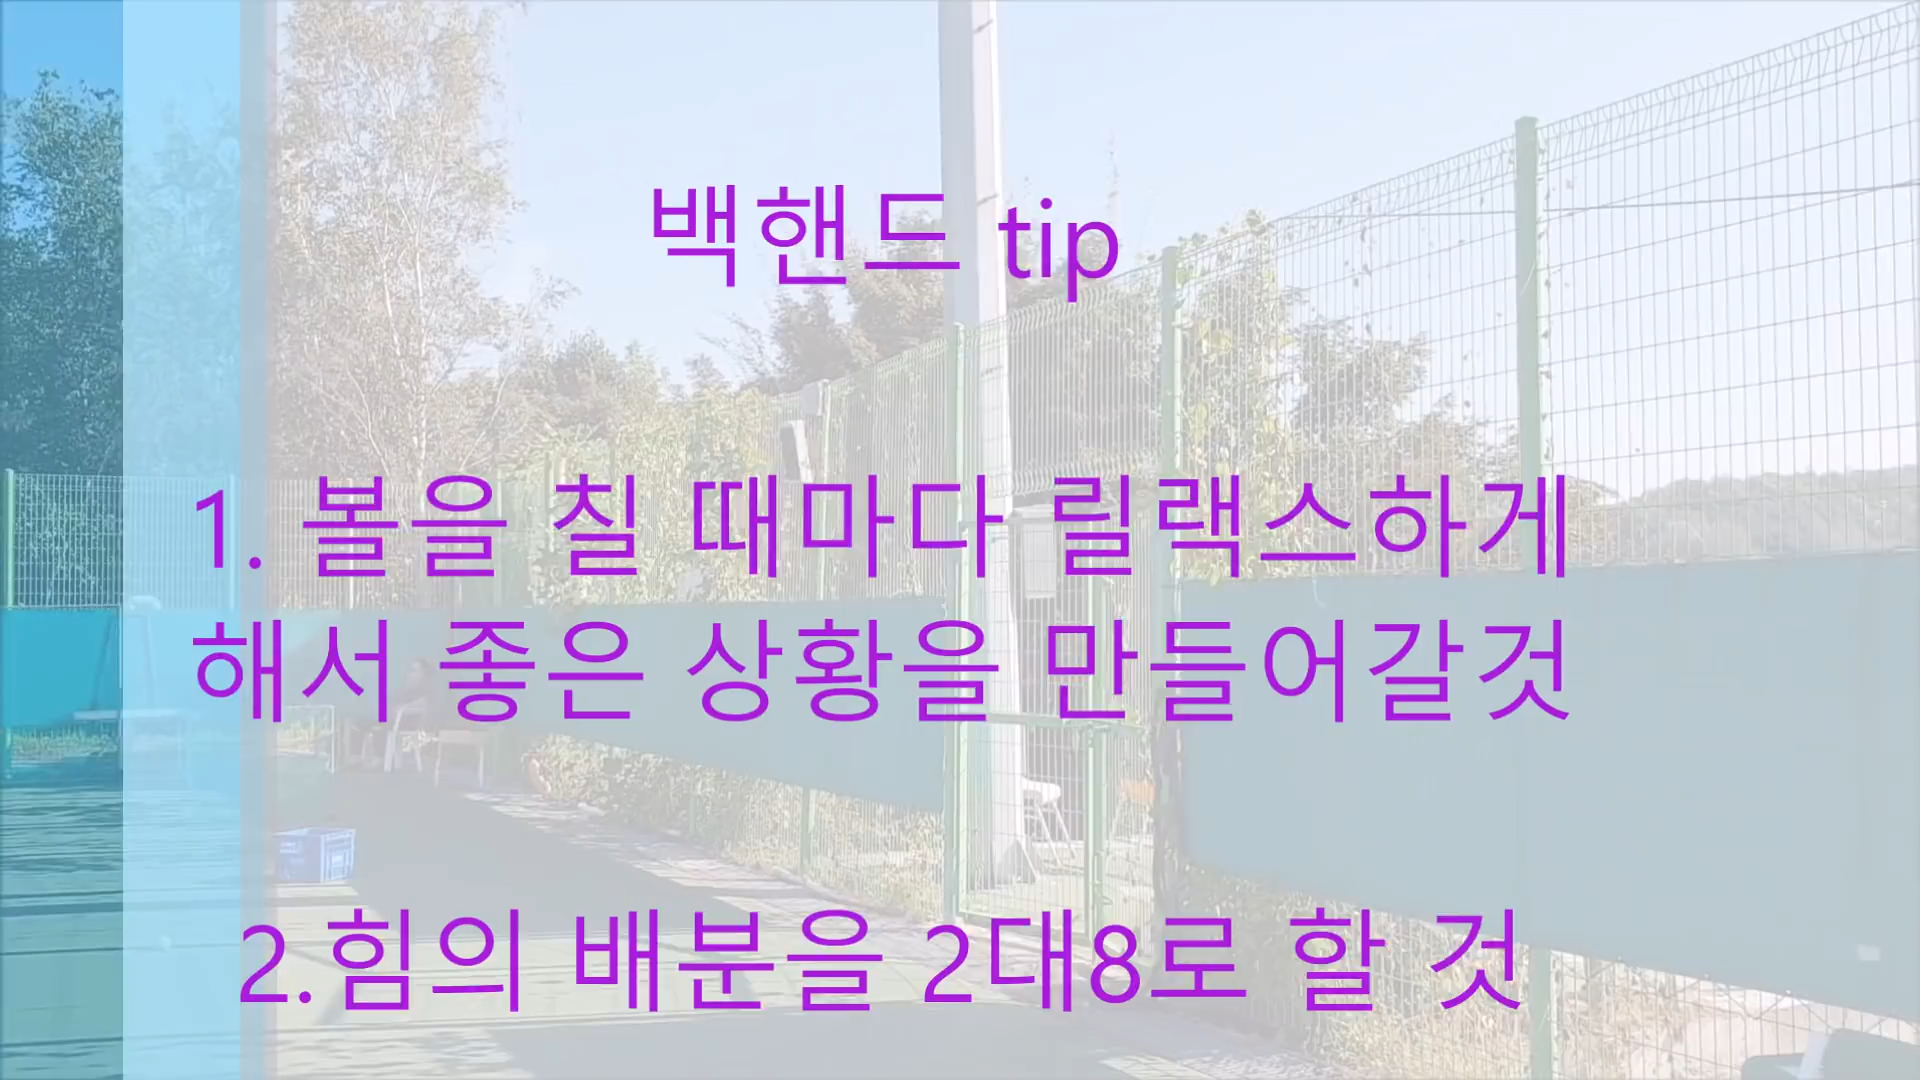 백핸드 tip
1. 볼을 칠 때마다 릴랙스하게
해서 좋은 상황을 만들어갈것
2.힘의 배분을 2대8로 할 것